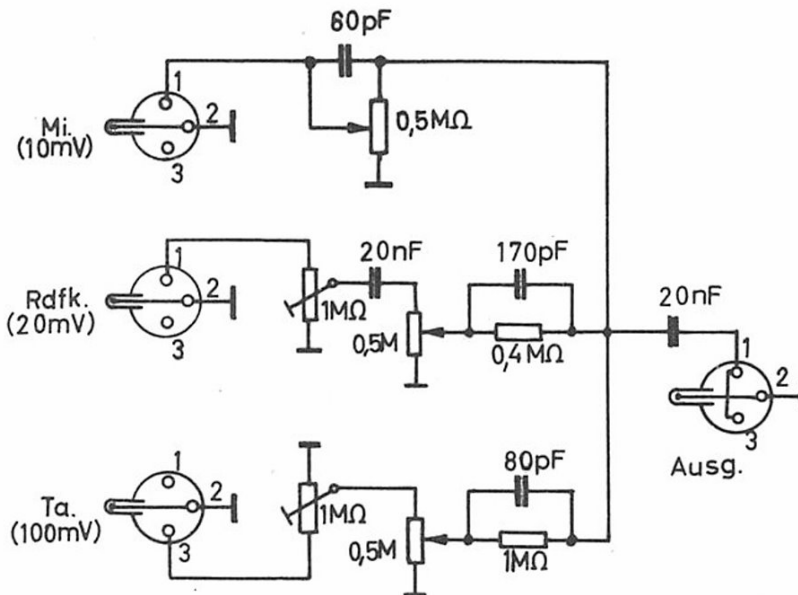 60pF
1
2
3
Mi.
(10mV)
0,5MΩ
1
2
3
Rdfk.
(20mV)
1MΩ
20nF
0,5M
170pF
0,4MΩ
20nF
1
2
3
Ausg.
1
2
3
Ta.
(100mV)
1MΩ
0,5M
80pF
1MΩ